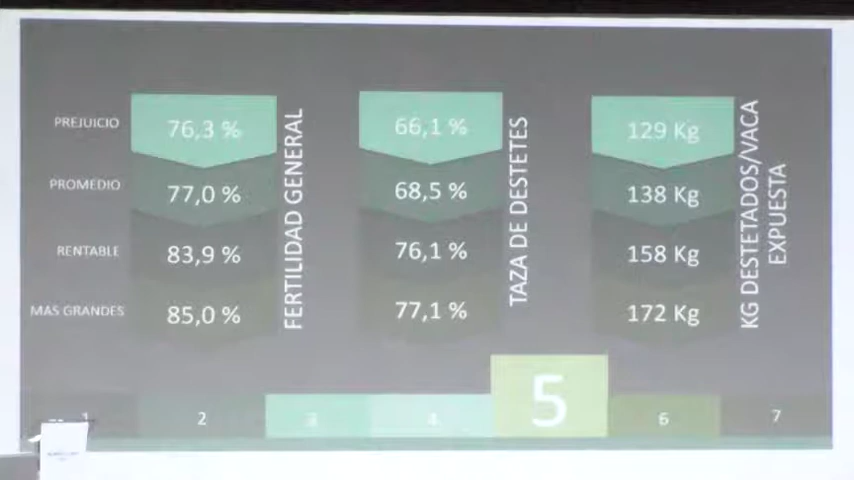 PREJUICIO 76,3 % 66,1 % 129 Kg
PROMEDIO 77,0 % 68,5 % 138 Kg
RENTABLE 83,9 % 76,1 % 158 Kg
MAS GRANDES 85,0 % 77,1 % 172 Kg
FERTILIDAD GENERAL
TAZA DE DESTETES
KG DESTETADOS/VACA
EXPUESTA
1 2 3 4 5 6 7